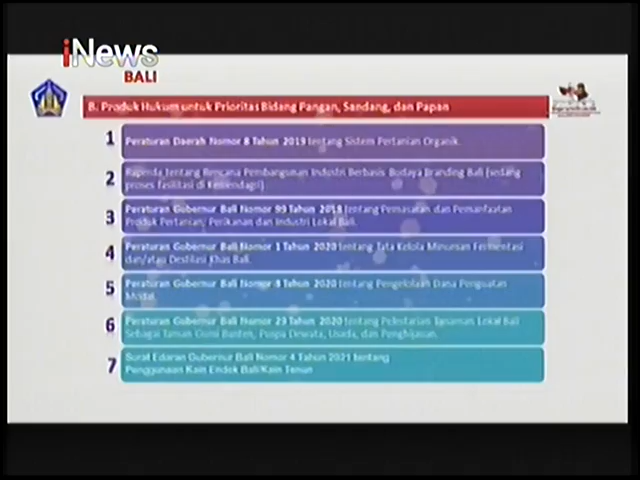 iNews
BALI
B. Produk Hukum untuk Prioritas Bidang Pangan, Sandang, dan Papan
1 Peraturan Daerah Nomor 8 Tahun 2019 tentang Sistem Pertanian Organik.
2 Raperda tentang Rencana Pembangunan Industri Berbasis Budaya Branding Bali (sedang
proses fasilitasi di Kemendagri)
3 Peraturan Gubernur Bali Nomor 99 Tahun 2018 tentang Pemasaran dan Pemanfaatan
Produk Pertanian, Perikanan dan Industri Lokal Bali.
4 Peraturan Gubernur Bali Nomor 1 Tahun 2020 tentang Tata Kelola Minuman Fermentasi
dan/atau Destilasi Khas Bali.
5 Peraturan Gubernur Bali Nomor Tahun 2020 tentang Pengelolaan Dana Penguatan
Modal.
6 Peraturan Gubernur Bali Nomor 29 Tahun 2020 tentang Pelestarian Tanaman Lokal Bali
Sebagai Taman Gumi Banten, Puspa Dewata, Usada, dan Penghijauan.
7 Surat Edaran Gubernur Bali Nomor 4 Tahun 2021 tentang
Penggunaan Kain Endek Bali/Kain Tenun